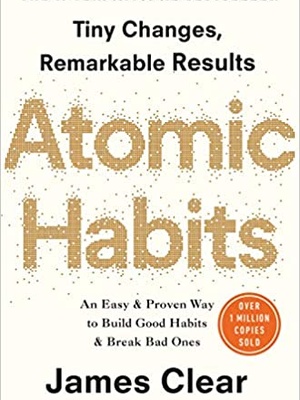 Tiny Changes,
Remarkable Results
Atomic
Habits
An Easy & Proven Way
to Build Good Habits
& Break Bad Ones
OVER
1 MILLION
COPIES
SOLD
James Clear